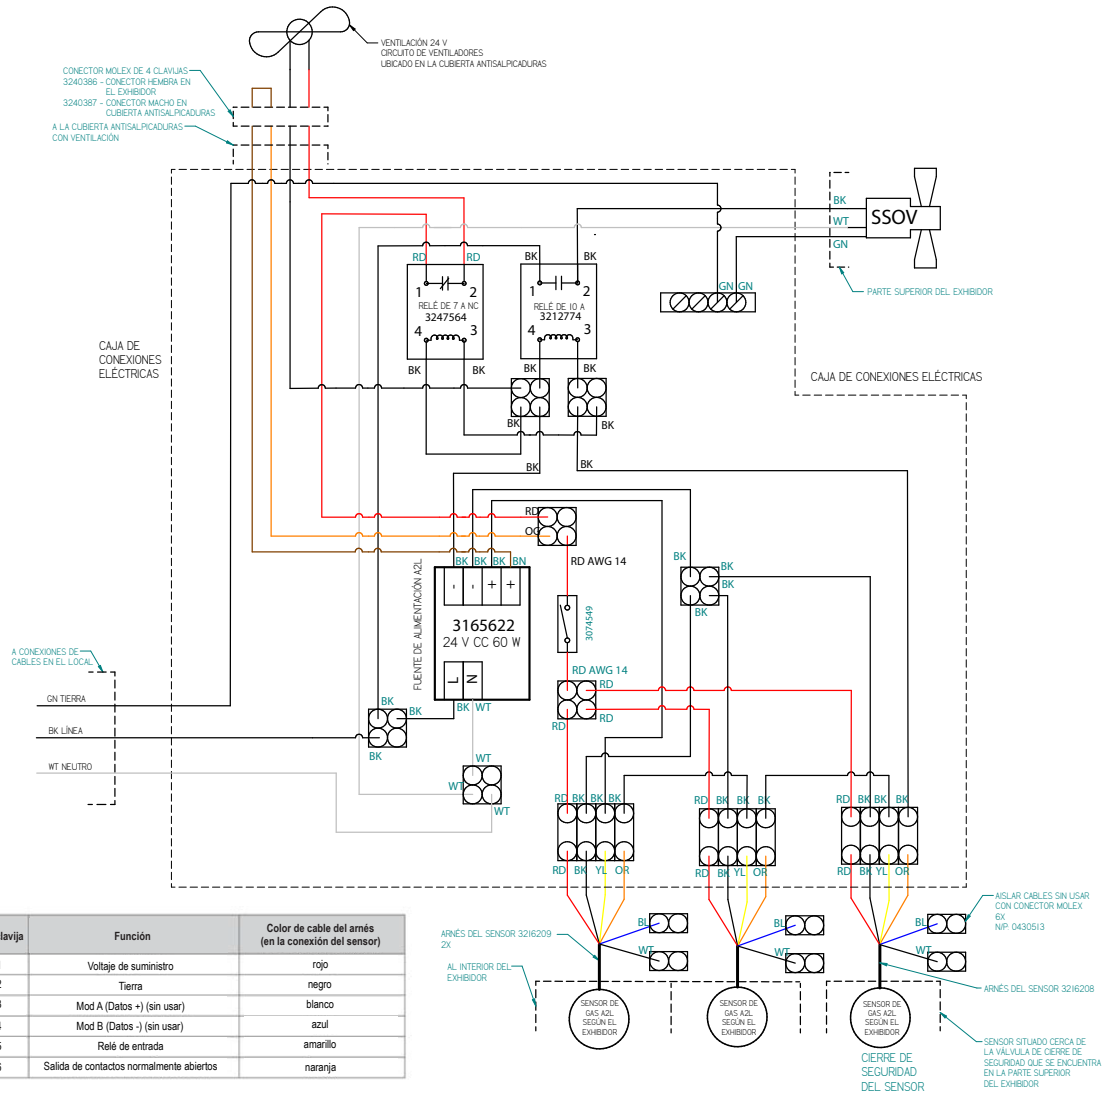 VENTILACIÓN 24 V
CIRCUITO DE VENTILADORES
UBICADO EN LA CUBIERTA ANTISALPICADURAS
CONECTOR MOLEX DE 4 CLAVIJAS
3240386 - CONECTOR HEMBRA EN
EL EXHIBIDOR
3240387 - CONECTOR MACHO EN
CUBIERTA ANTISALPICADURAS
A LA CUBIERTA ANTISALPICADURAS
CON VENTILACIÓN
BK
WT
GN
SSOV
PARTE SUPERIOR DEL EXHIBIDOR
GN GN
RD RD
1 2
RELÉ DE 7 A NC
3247564
4 3
BK BK
BK BK
1 2
RELÉ DE 10 A
3212774
4 3
BK BK
CAJA DE
CONEXIONES
ELÉCTRICAS
CAJA DE CONEXIONES ELÉCTRICAS
BK
BK
BK
BK
RD
OG
RD AWG 14
3074549
RD AWG 14
BK BK BK BN
- - + +
FUENTE DE ALIMENTACIÓN A2L
3165622
24 V CC 60 W
L N
BK WT
BK
BK
BK
BK
BK
BK
BK
RD
RD
RD
A CONEXIONES DE
CABLES EN EL LOCAL
GN TIERRA
BK LÍNEA
WT NEUTRO
WT
WT
WT
RD BK BK BK
RD BK BK BK
RD BK BK BK
RD BK YL OR
RD BK YL OR
RD BK YL OR
BL
WT
BL
WT
BL
WT
AISLAR CABLES SIN USAR
CON CONECTOR MOLEX
6X
N/P 0430513
ARNÉS DEL SENSOR 3216209
2X
AL INTERIOR DEL
EXHIBIDOR
ARNÉS DEL SENSOR 3216208
SENSOR DE
GAS A2L
SEGÚN EL
EXHIBIDOR
SENSOR DE
GAS A2L
SEGÚN EL
EXHIBIDOR
SENSOR DE
GAS A2L
SEGÚN EL
EXHIBIDOR
CIERRE DE
SEGURIDAD
DEL SENSOR
SENSOR SITUADO CERCA DE
LA VÁLVULA DE CIERRE DE
SEGURIDAD QUE SE ENCUENTRA
EN LA PARTE SUPERIOR
DEL EXHIBIDOR
lavija Función Color de cable del arnés
(en la conexión del sensor)
Voltaje de suministro rojo
Tierra negro
Mod A (Datos +) (sin usar) blanco
Mod B (Datos -) (sin usar) azul
Relé de entrada amarillo
Salida de contactos normalmente abiertos naranja